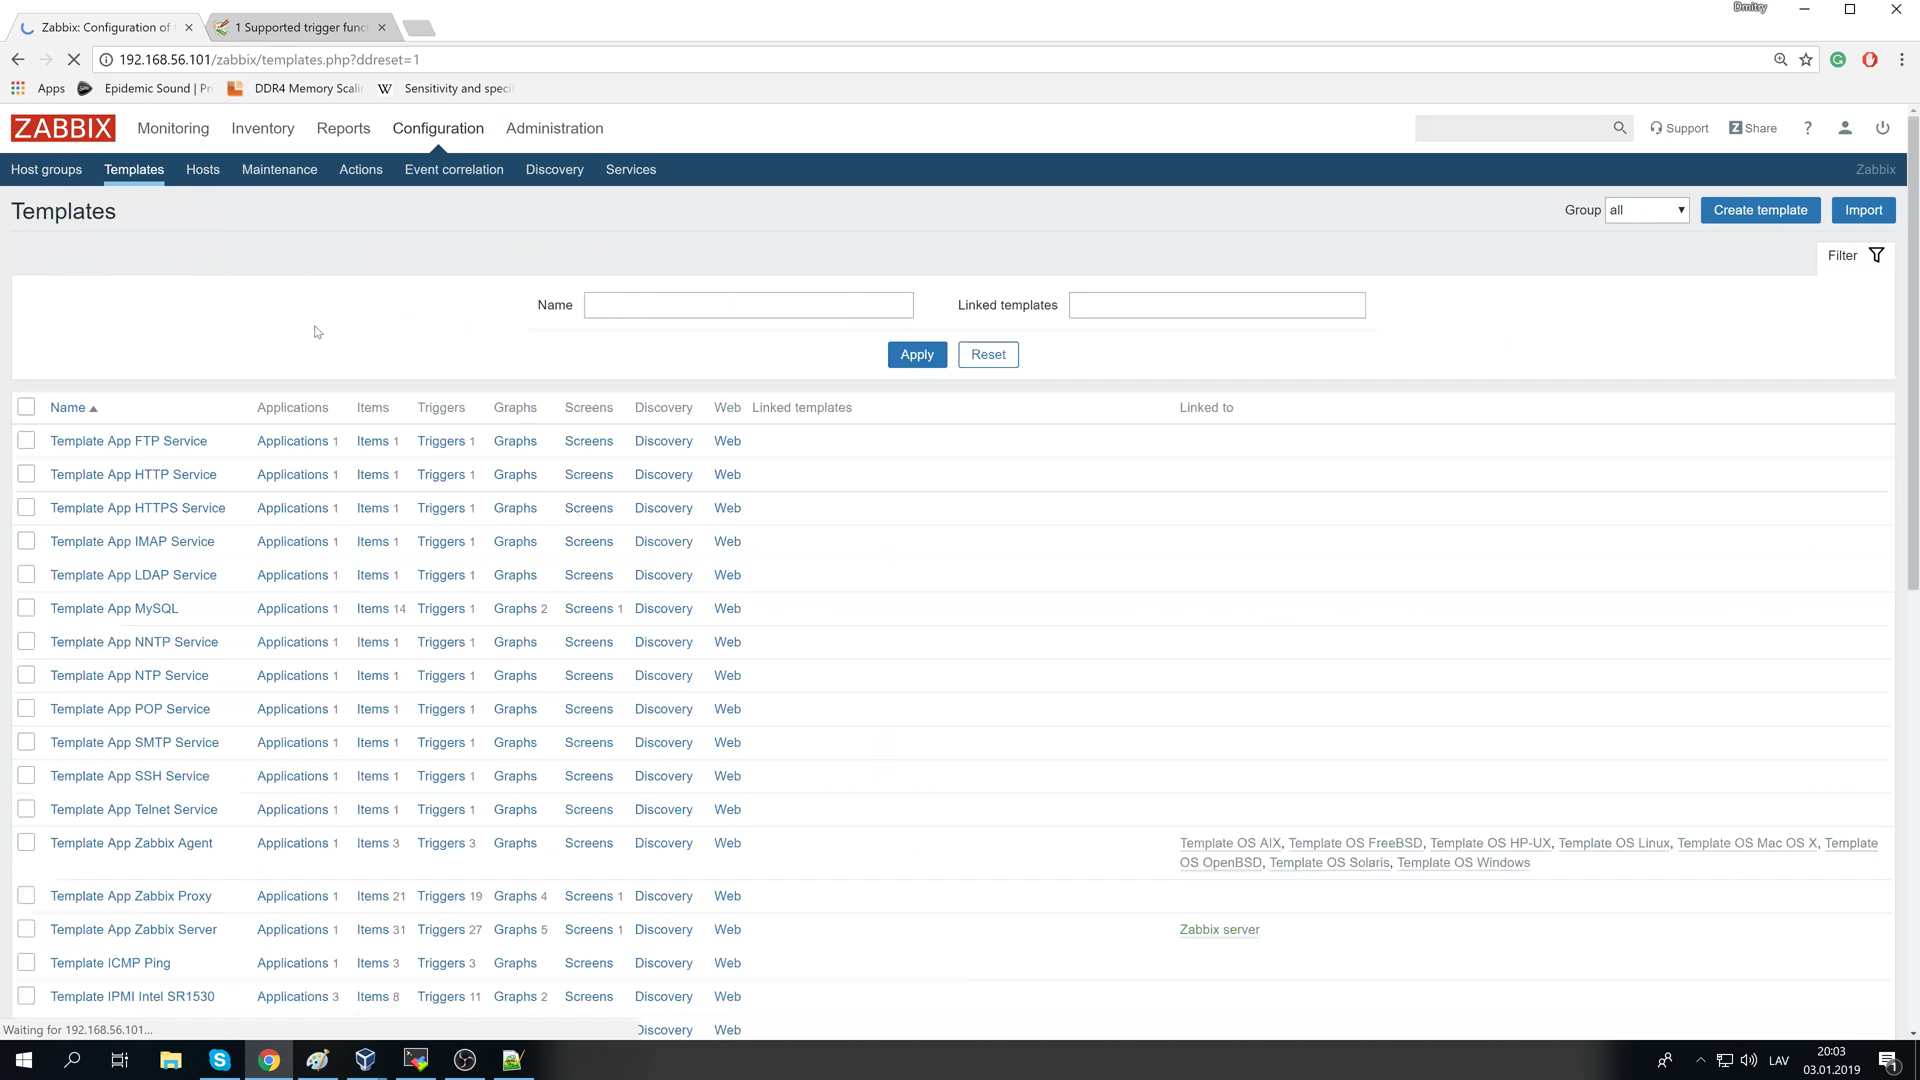 Dmitry
Zabbix: Configuration of
1 Supported trigger func
192.168.56.101/zabbix/templates.php?ddreset=1
Apps
Epidemic Sound | Pr
DDR4 Memory Scalin
Sensitivity and speci
ZABBIX
Monitoring
Inventory
Reports
Configuration
Administration
Support
Share
?
Host groups
Templates
Hosts
Maintenance
Actions
Event correlation
Discovery
Services
Zabbix
Templates
Group
all
Create template
Import
Filter
Name
Linked templates
Apply
Reset
Name Applications Items Triggers Graphs Screens Discovery Web Linked templates Linked to
Template App FTP Service Applications 1 Items 1 Triggers 1 Graphs Screens Discovery Web
Template App HTTP Service Applications 1 Items 1 Triggers 1 Graphs Screens Discovery Web
Template App HTTPS Service Applications 1 Items 1 Triggers 1 Graphs Screens Discovery Web
Template App IMAP Service Applications 1 Items 1 Triggers 1 Graphs Screens Discovery Web
Template App LDAP Service Applications 1 Items 1 Triggers 1 Graphs Screens Discovery Web
Template App MySQL Applications 1 Items 14 Triggers 1 Graphs 2 Screens 1 Discovery Web
Template App NNTP Service Applications 1 Items 1 Triggers 1 Graphs Screens Discovery Web
Template App NTP Service Applications 1 Items 1 Triggers 1 Graphs Screens Discovery Web
Template App POP Service Applications 1 Items 1 Triggers 1 Graphs Screens Discovery Web
Template App SMTP Service Applications 1 Items 1 Triggers 1 Graphs Screens Discovery Web
Template App SSH Service Applications 1 Items 1 Triggers 1 Graphs Screens Discovery Web
Template App Telnet Service Applications 1 Items 1 Triggers 1 Graphs Screens Discovery Web
Template App Zabbix Agent Applications 1 Items 3 Triggers 3 Graphs Screens Discovery Web Template OS AIX, Template OS FreeBSD, Template OS HP-UX, Template OS Linux, Template OS Mac OS X, Template
OS OpenBSD, Template OS Solaris, Template OS Windows
Template App Zabbix Proxy Applications 1 Items 21 Triggers 19 Graphs 4 Screens 1 Discovery Web
Template App Zabbix Server Applications 1 Items 31 Triggers 27 Graphs 5 Screens 1 Discovery Web Zabbix server
Template ICMP Ping Applications 1 Items 3 Triggers 3 Graphs Screens Discovery Web
Template IPMI Intel SR1530 Applications 3 Items 8 Triggers 11 Graphs 2 Screens Discovery Web
Waiting for 192.168.56.101...
Discovery Web
LAV
20:03
03.01.2019
1